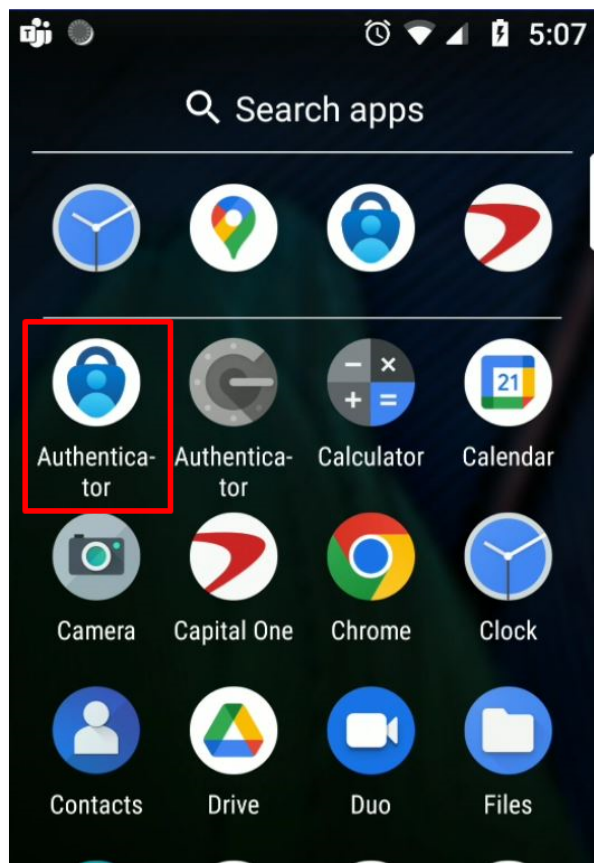 5:07
Search apps
Authentica-
tor
Authentica-
tor
Calculator
21
Calendar
Camera
Capital One
Chrome
Clock
Contacts
Drive
Duo
Files